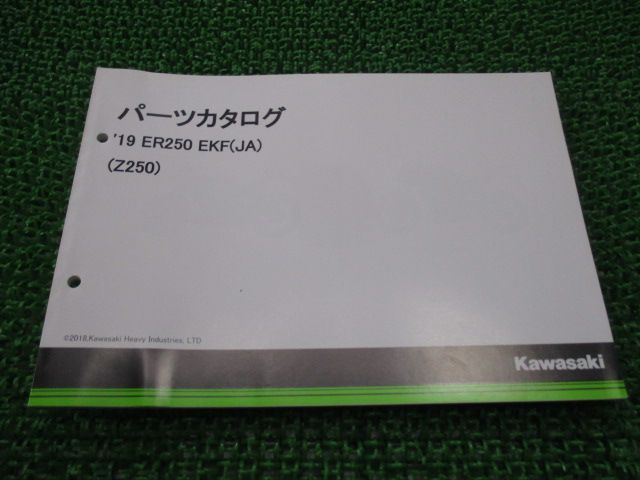 パーツカタログ
'19 ER250 EKF(JA)
(Z250)
©2018,Kawasaki Heavy Industries, LTD
Kawasaki